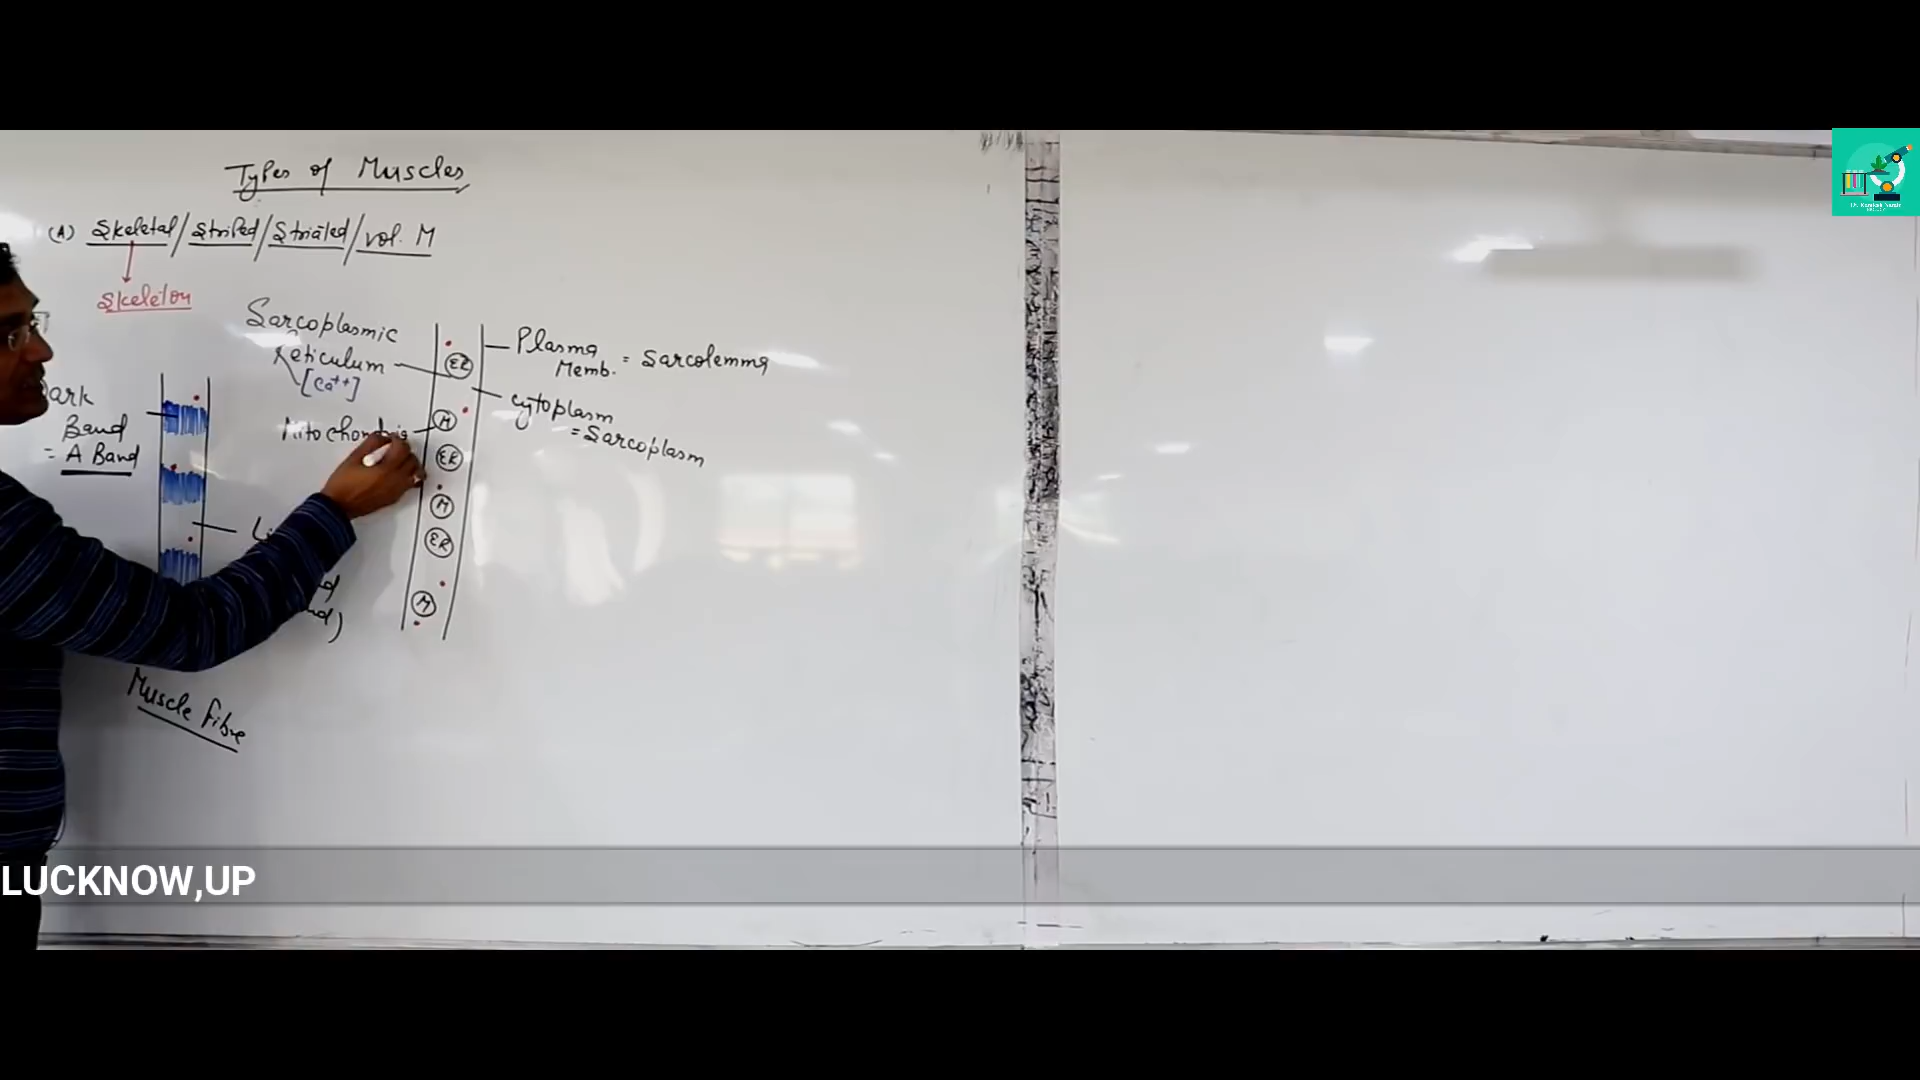 Types of Muscles
(A) Skeletal/Striped/Striated/Vol. M
Skeleton
Sarcoplasmic
Reticulum
[Ca++]
Mitochondria
Plasma
Memb. = Sarcolemma
Cytoplasm
= Sarcoplasm
ER
M
ER
M
ER
M
Dark
Band
= A Band
Muscle Fibre
LUCKNOW,UP